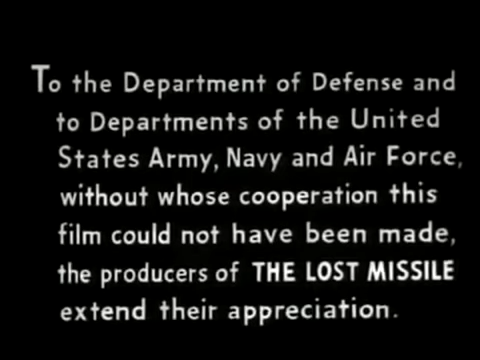 To the Department of Defense and
to Departments of the United
States Army, Navy and Air Force,
without whose cooperation this
film could not have been made,
the producers of THE LOST MISSILE
extend their appreciation.